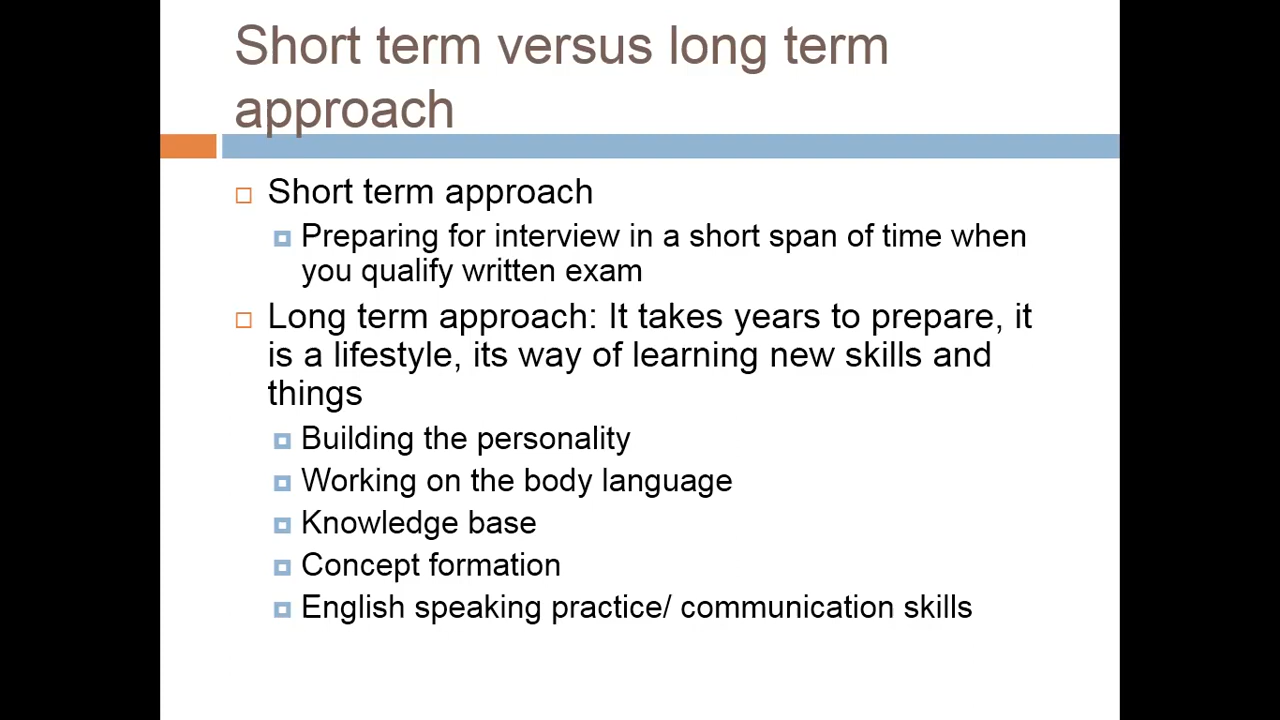 Short term versus long term
approach
Short term approach
Preparing for interview in a short span of time when
you qualify written exam
Long term approach: It takes years to prepare, it
is a lifestyle, its way of learning new skills and
things
Building the personality
Working on the body language
Knowledge base
Concept formation
English speaking practice/ communication skills